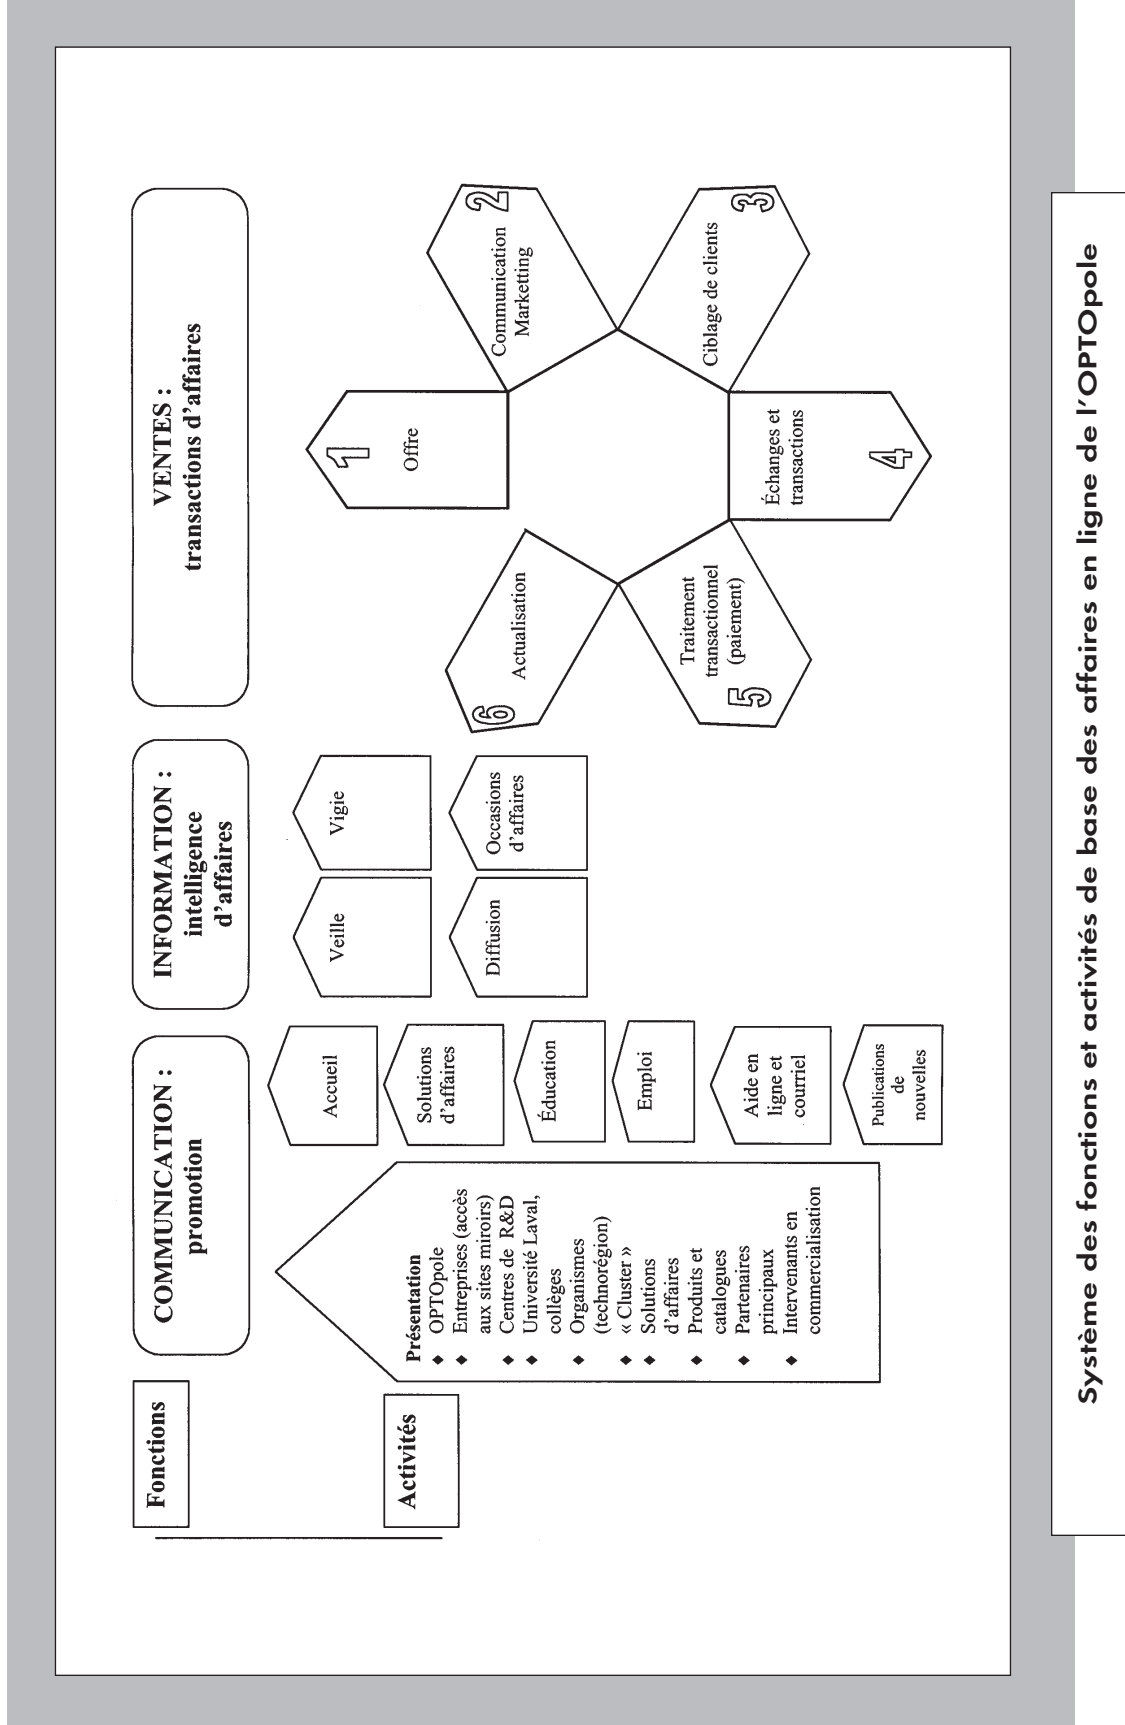 Système des fonctions et activités de base des affaires en ligne de l'OPTOpole
Fonctions
COMMUNICATION :
promotion
INFORMATION :
intelligence
d'affaires
VENTES :
transactions d'affaires
Activités
Présentation
♦ OPTOpole
♦ Entreprises (accès
aux sites miroirs)
♦ Centres de R&D
♦ Université Laval,
collèges
♦ Organismes
(technorégion)
♦ « Cluster »
♦ Solutions
d'affaires
♦ Produits et
catalogues
♦ Partenaires
principaux
♦ Intervenants en
commercialisation
Accueil
Solutions
d'affaires
Éducation
Emploi
Aide en
ligne et
courriel
Publications
de
nouvelles
Veille
Vigie
Diffusion
Occasions
d'affaires
1
Offre
2
Communication
Marketting
3
Ciblage de clients
4
Échanges et
transactions
5
Traitement
transactionnel
(paiement)
6
Actualisation